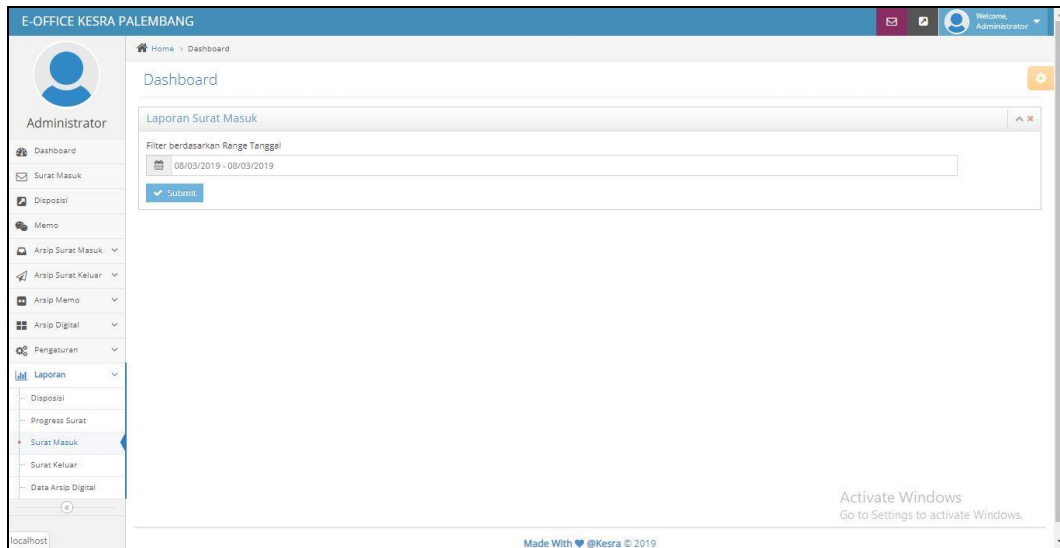 E-OFFICE KESRA PALEMBANG
Welcome,
Administrator
Home > Dashboard
Administrator
Dashboard
Surat Masuk
Disposisi
Memo
Arsip Surat Masuk
Arsip Surat Keluar
Arsip Memo
Arsip Digital
Pengaturan
Laporan
Disposisi
Progress Surat
Surat Masuk
Surat Keluar
Data Arsip Digital
Dashboard
Laporan Surat Masuk
Filter berdasarkan Range Tanggal
08/03/2019 - 08/03/2019
Submit
Activate Windows
Go to Settings to activate Windows.
localhost
Made With @Kesra © 2019